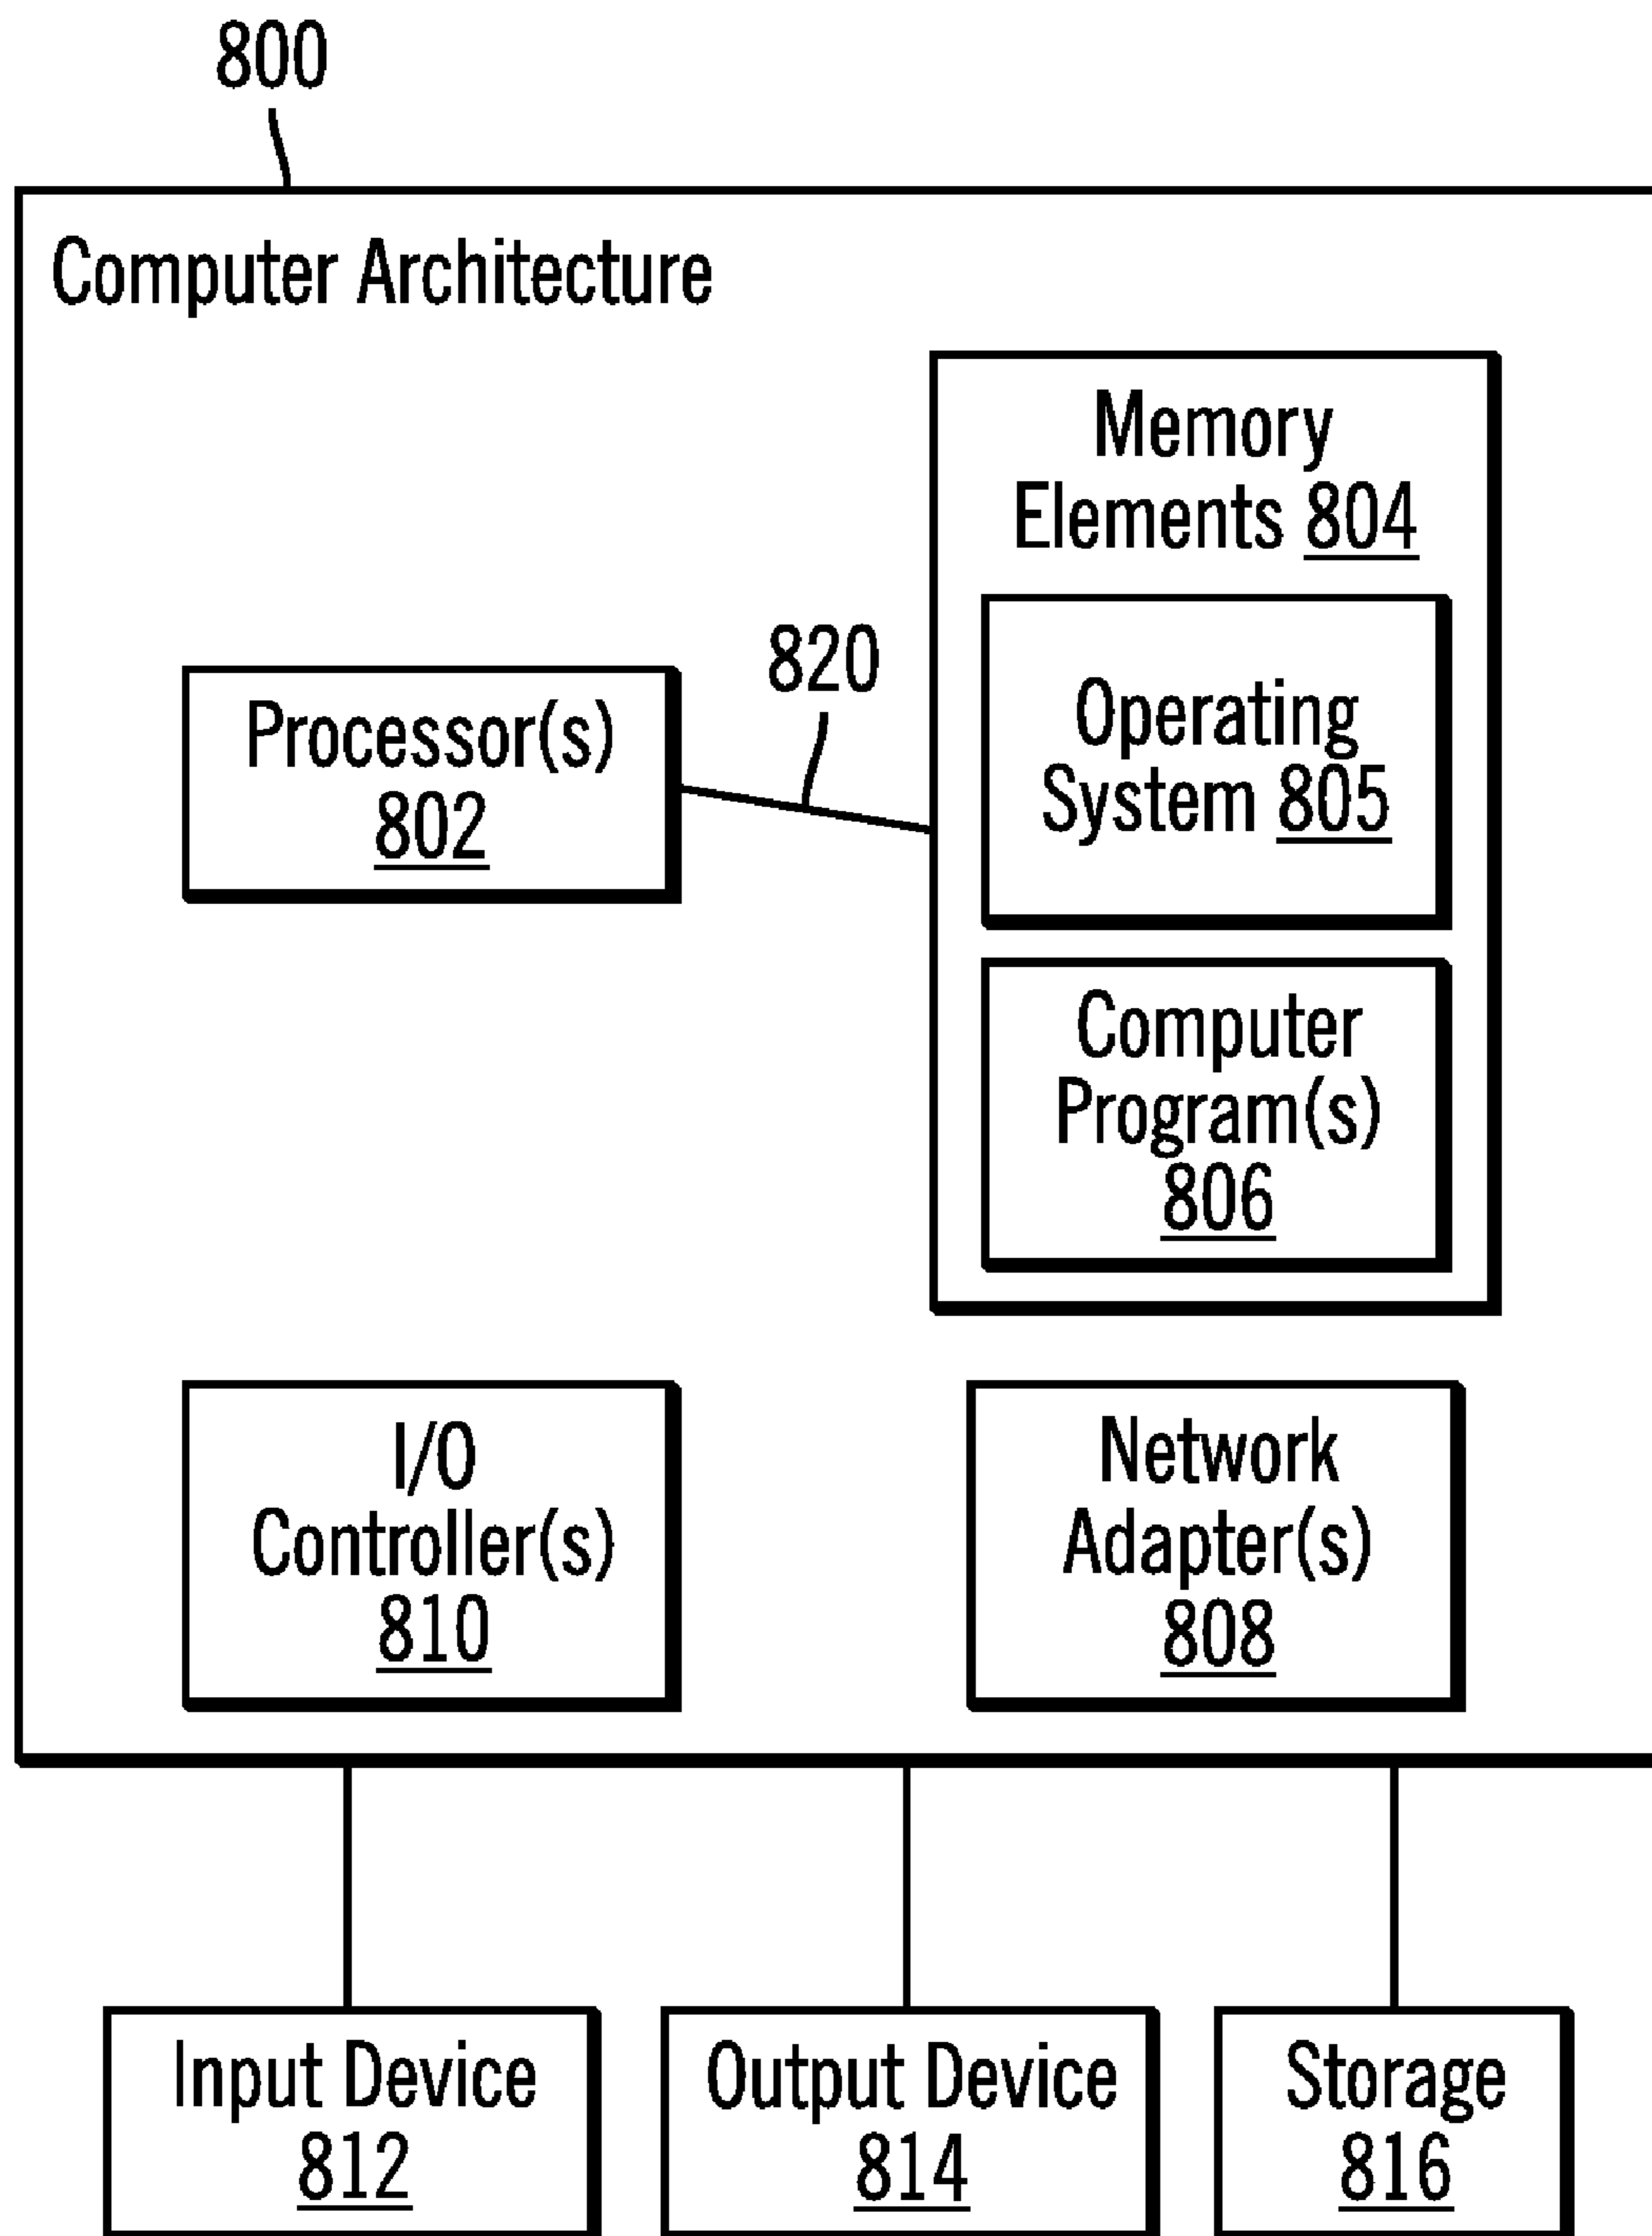 800
Computer Architecture
Memory
Elements 804
820
Processor(s)
802
Operating
System 805
Computer
Program(s)
806
I/O
Controller(s)
810
Network
Adapter(s)
808
Input Device
812
Output Device
814
Storage
816